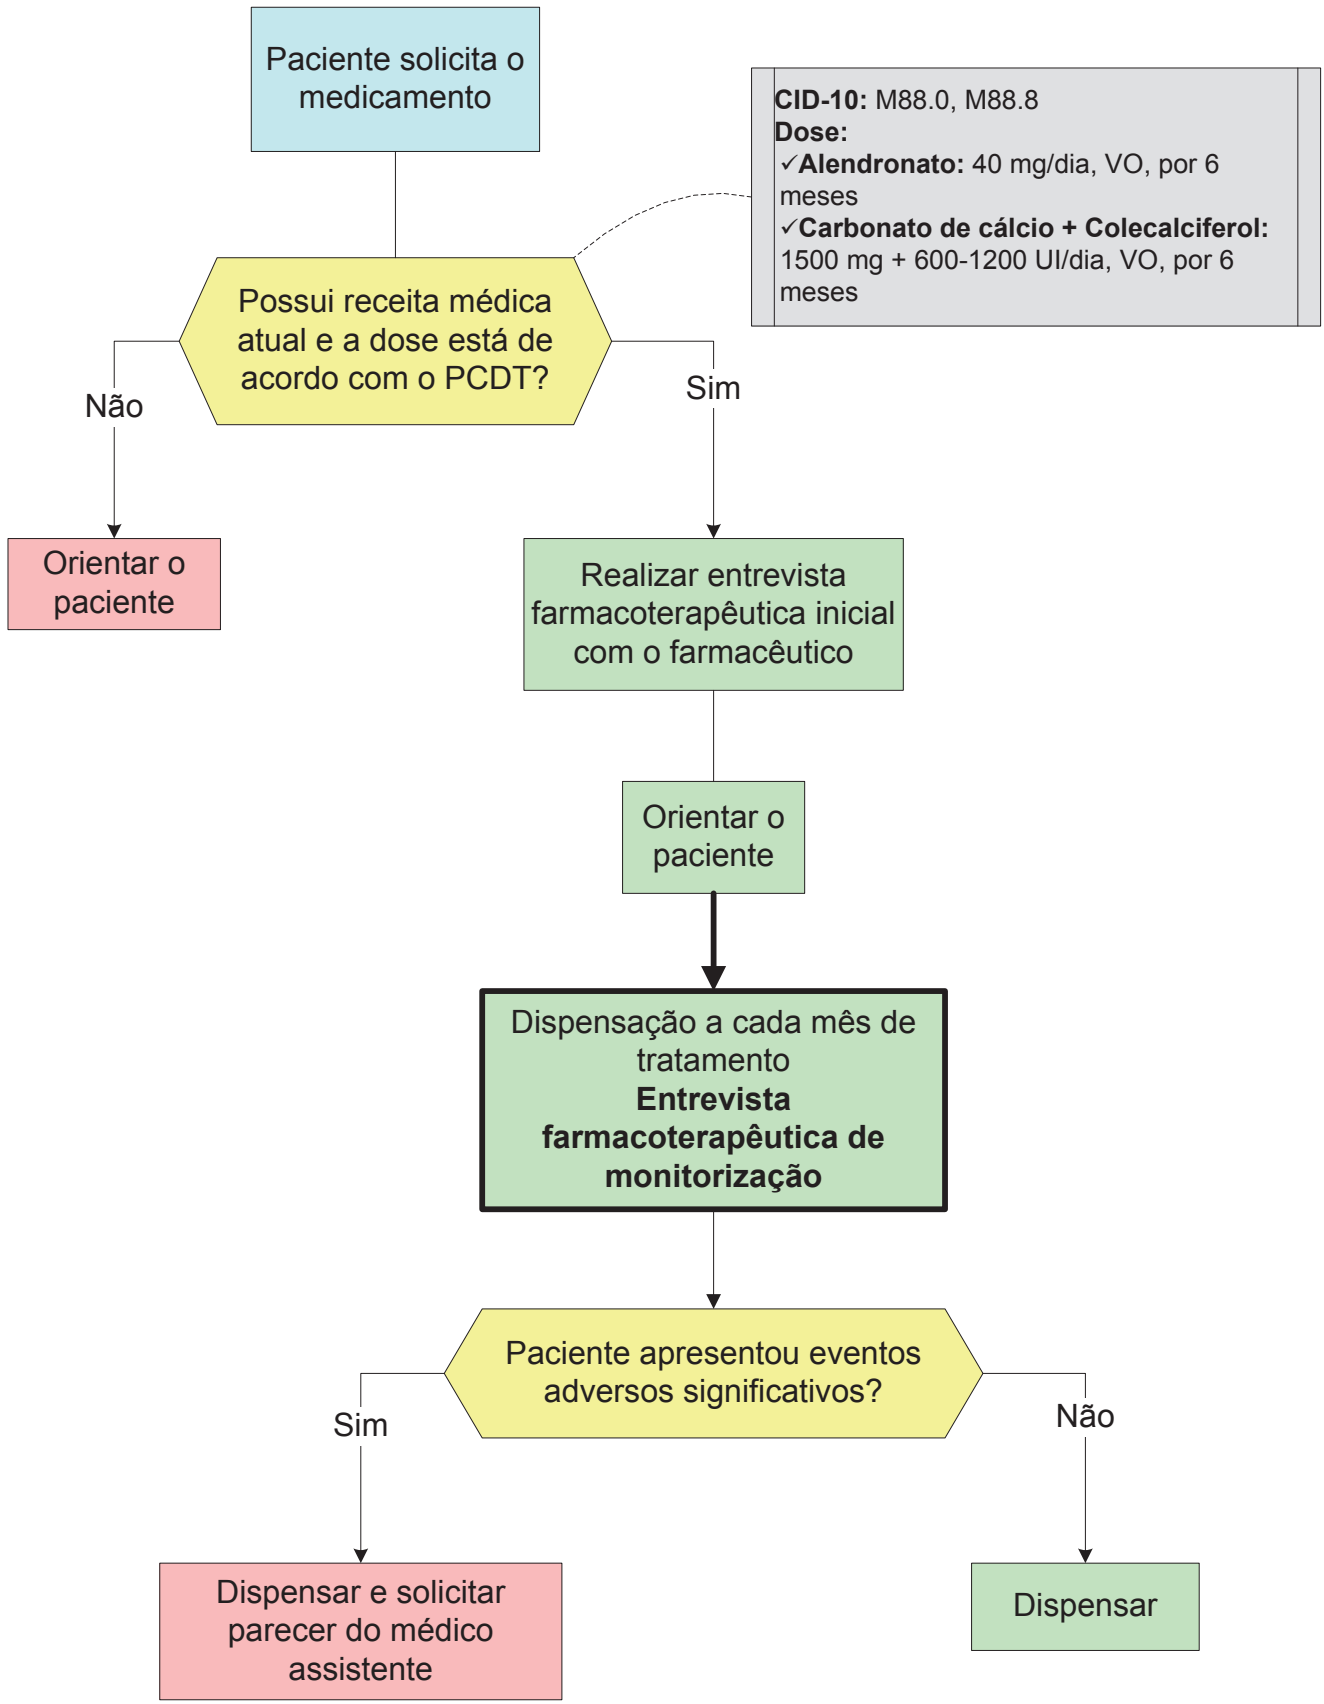 Paciente solicita o
medicamento
CID-10: M88.0, M88.8
Dose:
✓Alendronato: 40 mg/dia, VO, por 6
meses
✓Carbonato de cálcio + Colecalciferol:
1500 mg + 600-1200 UI/dia, VO, por 6
meses
Possui receita médica
atual e a dose está de
acordo com o PCDT?
Não
Sim
Orientar o
paciente
Realizar entrevista
farmacoterapêutica inicial
com o farmacêutico
Orientar o
paciente
Dispensação a cada mês de
tratamento
Entrevista
farmacoterapêutica de
monitorização
Paciente apresentou eventos
adversos significativos?
Sim
Não
Dispensar e solicitar
parecer do médico
assistente
Dispensar